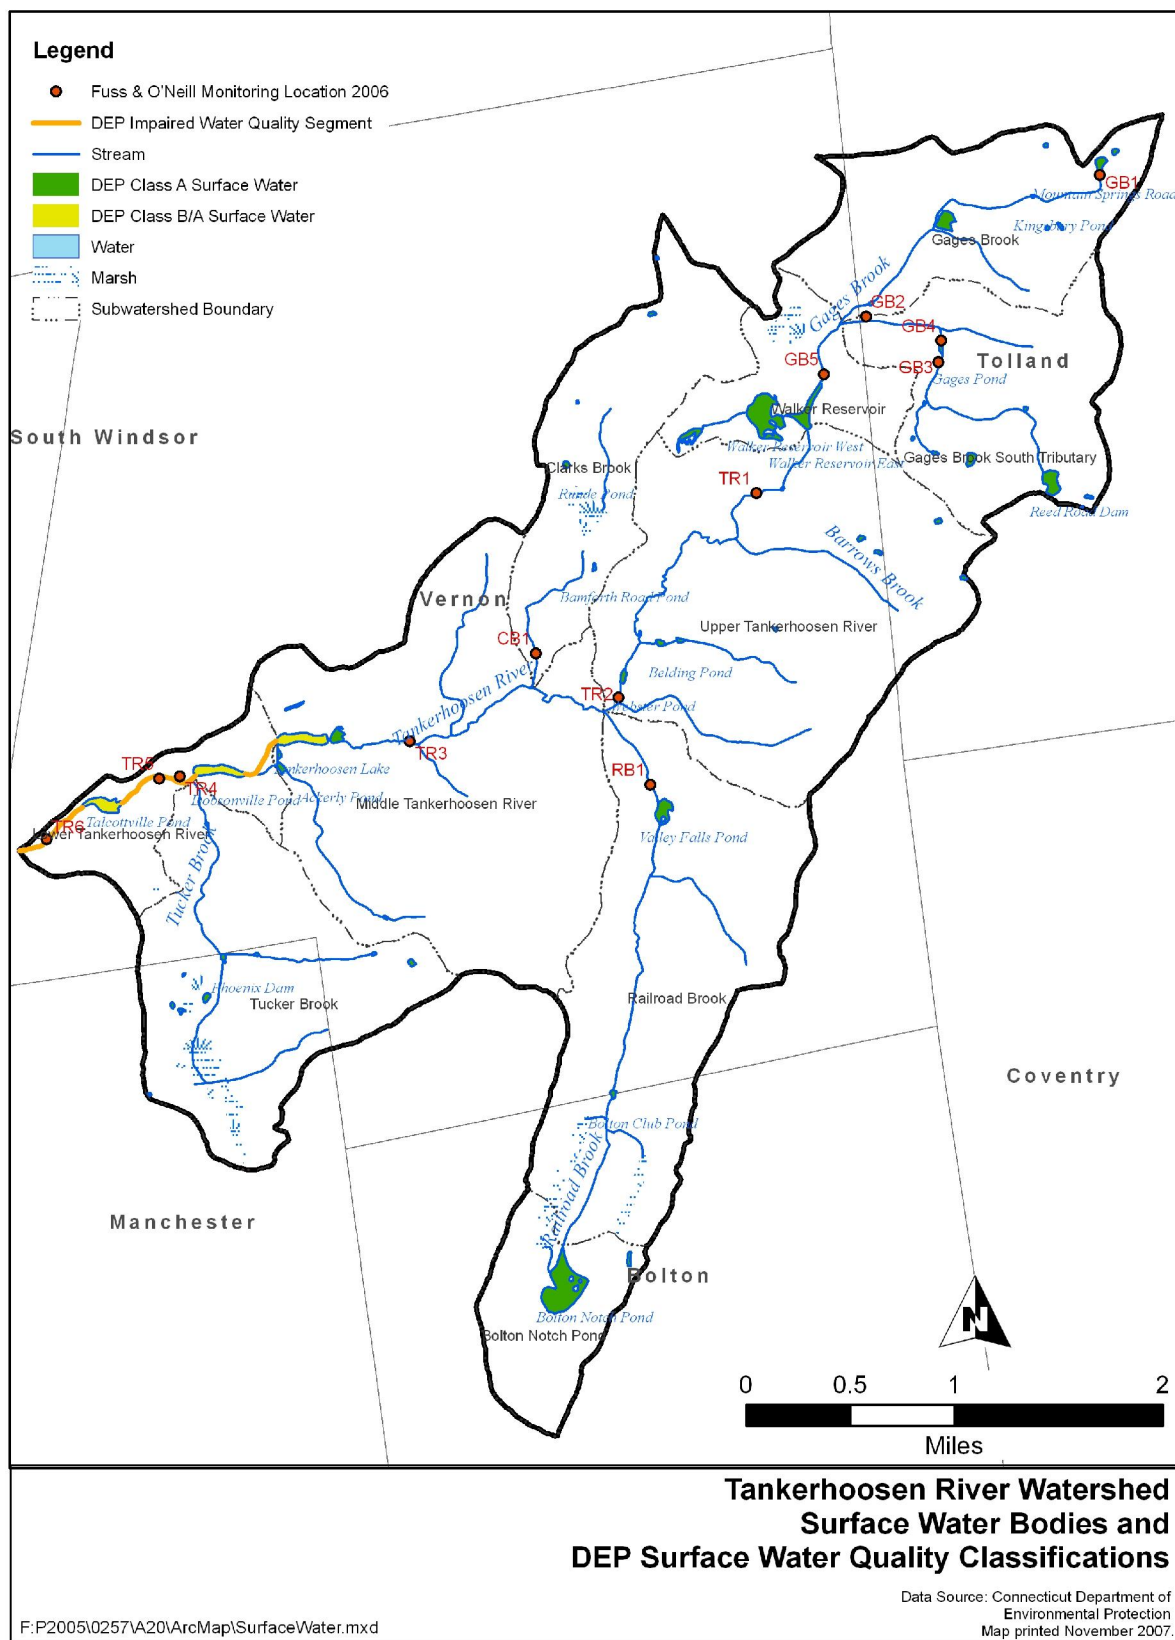 Legend
Fuss & O'Neill Monitoring Location 2006
DEP Impaired Water Quality Segment
Stream
DEP Class A Surface Water
DEP Class B/A Surface Water
Water
Marsh
Subwatershed Boundary
GB1
Mountain Springs Road
Kingsbury Pond
Gages Brook
Gages Brook
GB2
GB4
GB3
Tolland
Gages Pond
GB5
Walker Reservoir
South Windsor
Walker Reservoir West
Walker Reservoir East
Gages Brook South Tributary
Clarks Brook
TR1
Reed Road Dam
Barrows Brook
Vernon
Bamforth Road Pond
Upper Tankerhoosen River
CB1
Belding Pond
TR2
Tankerhoosen River
TR3
RB1
Tankerhoosen Lake
TR5
TR4
Dobsonville Pond
Ackerly Pond
Middle Tankerhoosen River
Talcottville Pond
TR6
Lower Tankerhoosen River
Valley Falls Pond
Tucker Brook
Phoenix Dam
Tucker Brook
Railroad Brook
Coventry
Bolton Club Pond
Railroad Brook
Manchester
Bolton
Bolton Notch Pond
Bolton Notch Pond
N
0 0.5 1 2
Miles
Tankerhoosen River Watershed
Surface Water Bodies and
DEP Surface Water Quality Classifications
Data Source: Connecticut Department of
Environmental Protection
Map printed November 2007.
F:P2005\0257\A20\ArcMap\SurfaceWater.mxd